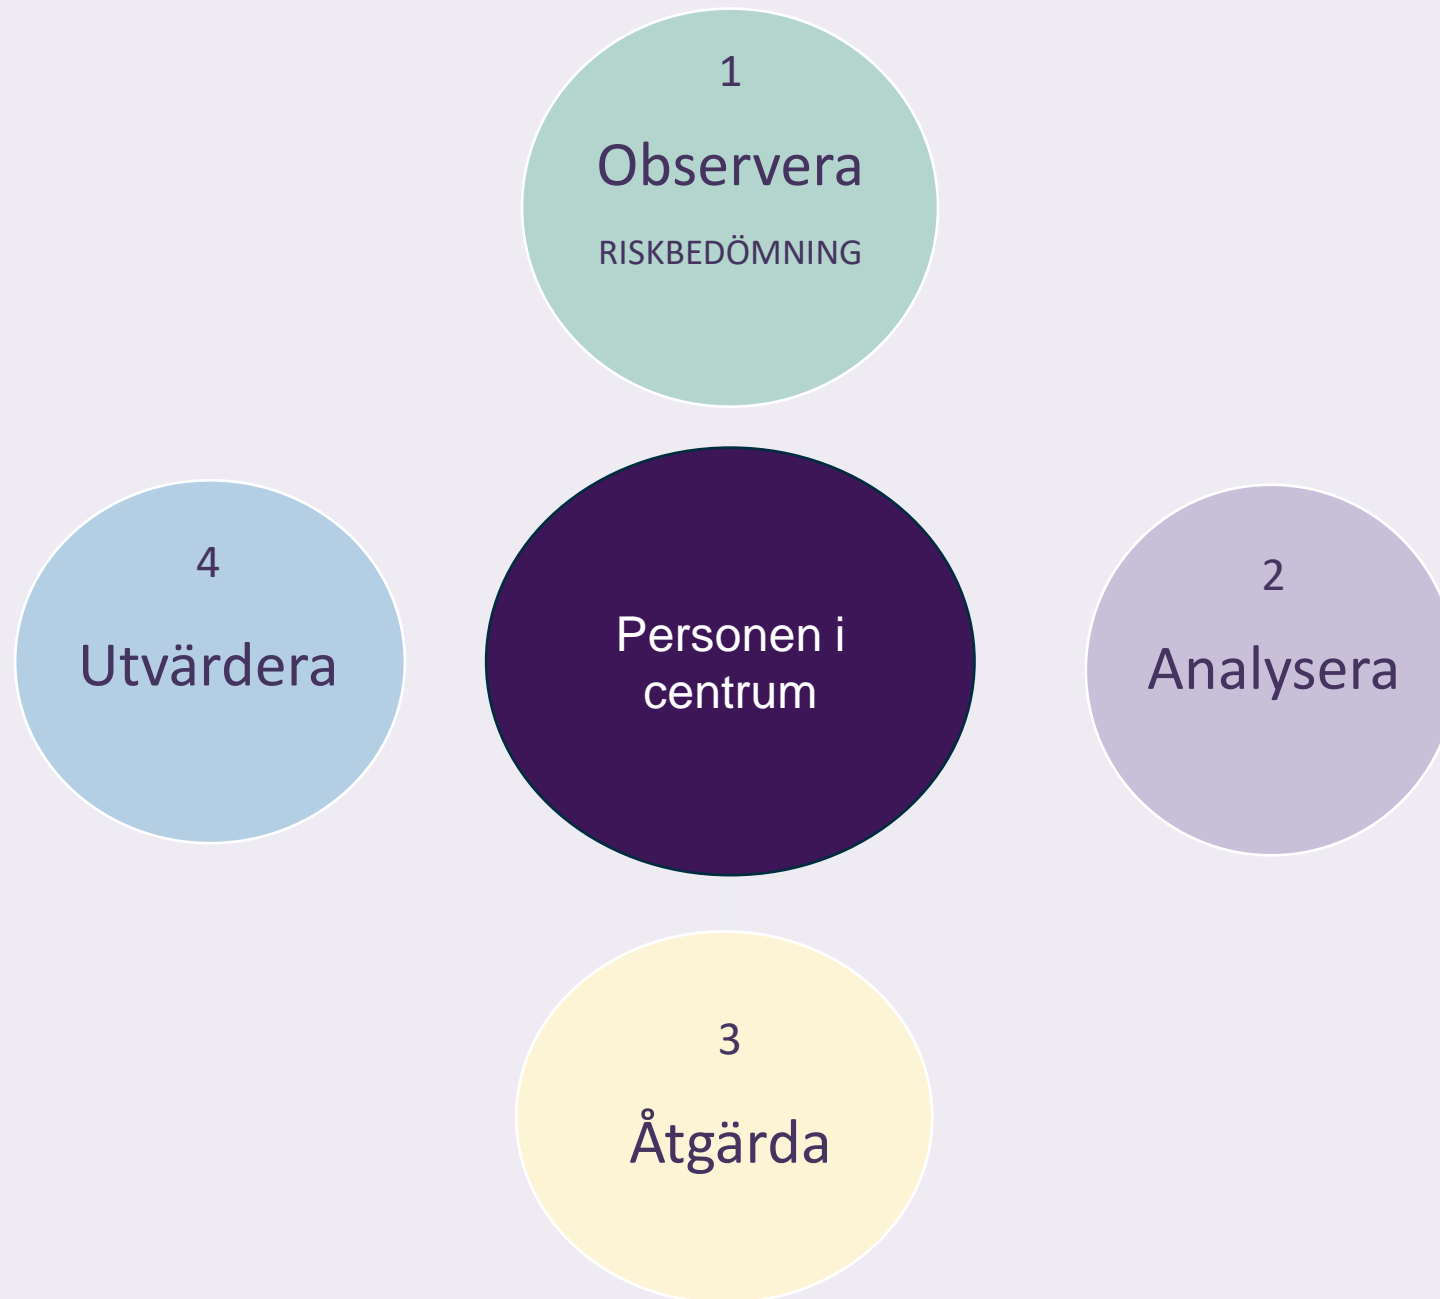 1
Observera
RISKBEDÖMNING
4
Utvärdera
Personen i
centrum
2
Analysera
3
Åtgärda